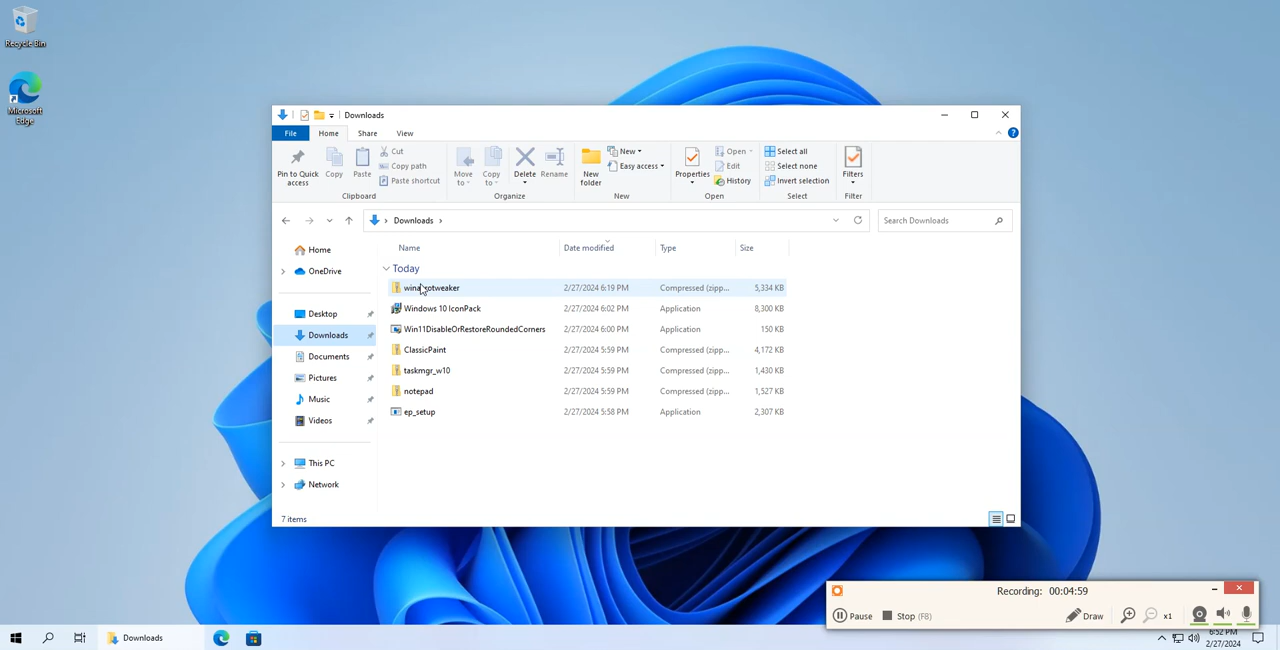 Recycle Bin
Microsoft
Edge
Downloads
File Home Share View
Pin to Quick
access
Copy
Paste
Cut
Copy path
Paste shortcut
Clipboard
Move
to
Copy
to
Delete
Rename
Organize
New
folder
New
Easy access
New
Properties
Open
Edit
History
Open
Select all
Select none
Invert selection
Select
Filters
Filter
Downloads
Search Downloads
Home
OneDrive
Desktop
Downloads
Documents
Pictures
Music
Videos
This PC
Network
Name Date modified Type Size
Today
2/27/2024 6:19 PM Compressed (zipp... 5,334 KB
Windows 10 IconPack 2/27/2024 6:02 PM Application 8,300 KB
Win11DisableOrRestoreRoundedCorners 2/27/2024 6:00 PM Application 150 KB
ClassicPaint 2/27/2024 5:59 PM Compressed (zipp... 4,172 KB
taskmgr_w10 2/27/2024 5:59 PM Compressed (zipp... 1,430 KB
notepad 2/27/2024 5:59 PM Compressed (zipp... 1,527 KB
ep_setup 2/27/2024 5:58 PM Application 2,307 KB
7 items
Recording: 00:04:59
Pause Stop (F8) Draw x1
Downloads
6:52 PM
2/27/2024